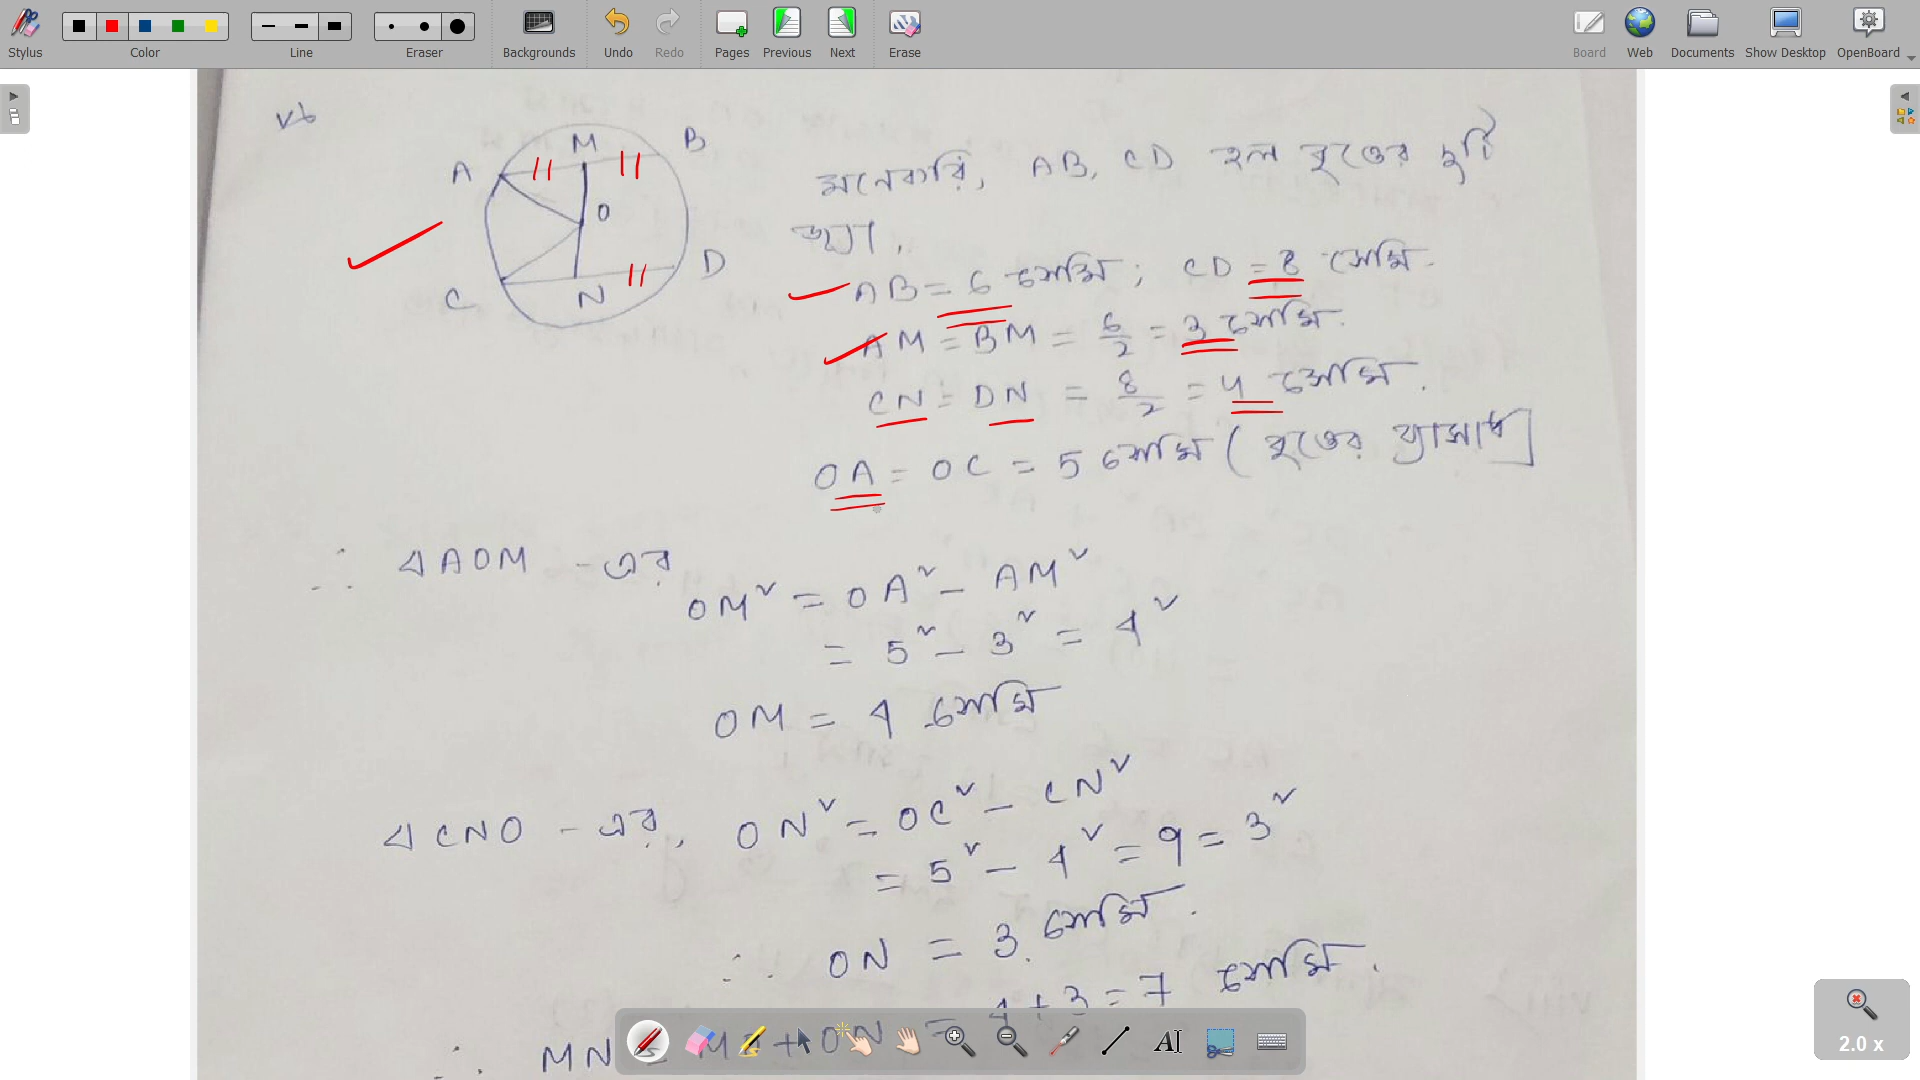 Stylus Color Line Eraser Backgrounds Undo Redo Pages Previous Next Erase Board Web Documents Show Desktop OpenBoard
M
B
A
O
D
C
N
মনেকরি, AB, CD হল বৃত্তের দুটি
জ্যা,
AB = 6 সেমি; CD = 8 সেমি.
AM = BM = 6/2 = 3 সেমি.
CN = DN = 8/2 = 4 সেমি.
OA = OC = 5 সেমি ( বৃত্তের ব্যাসার্ধ ]
∴ ⊿AOM -এর
OM² = OA² - AM²
= 5² - 3² = 4²
OM = 4 সেমি
⊿CNO - এর, ON² = OC² - CN²
= 5² - 4² = 9 = 3²
∴ ON = 3 সেমি.
∴ MN = MO + ON = 4 + 3 = 7 সেমি.
2.0 x